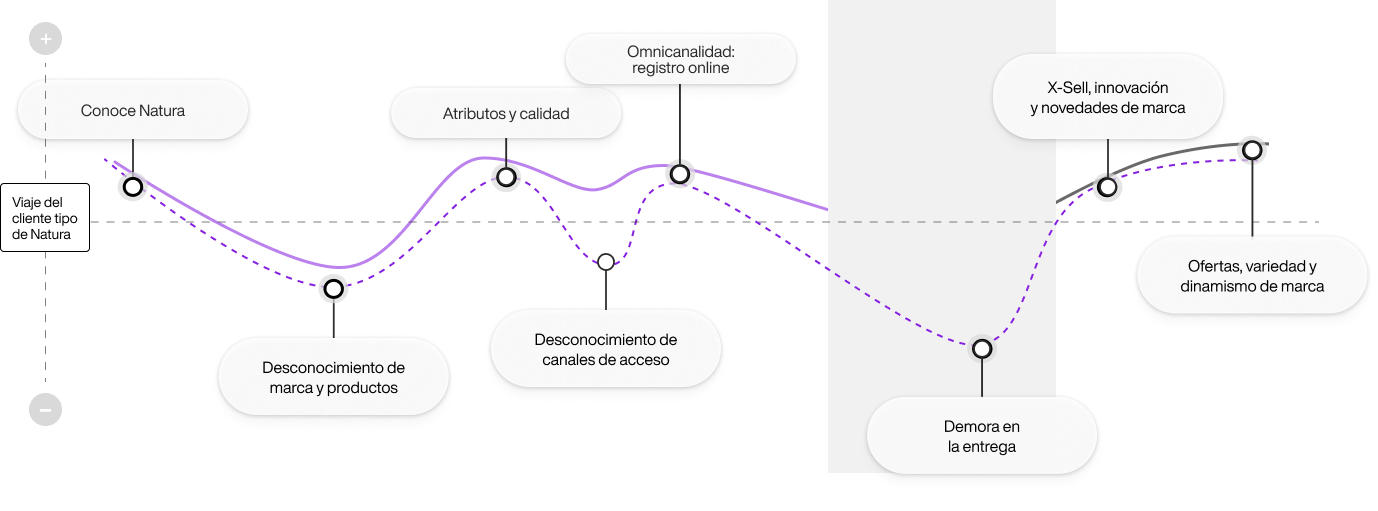 +
Conoce Natura
Atributos y calidad
Omnicanalidad:
registro online
X-Sell, innovación
y novedades de marca
Viaje del
cliente tipo
de Natura
Ofertas, variedad y
dinamismo de marca
Desconocimiento de
marca y productos
Desconocimiento de
canales de acceso
Demora en
la entrega
−